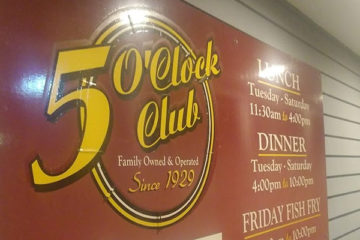 5 O'Clock
Club
Family Owned & Operated
Since 1929
LUNCH
Tuesday - Saturday
11:30am to 4:00pm
DINNER
Tuesday - Saturday
4:00pm to 10:00pm
FRIDAY FISH FRY